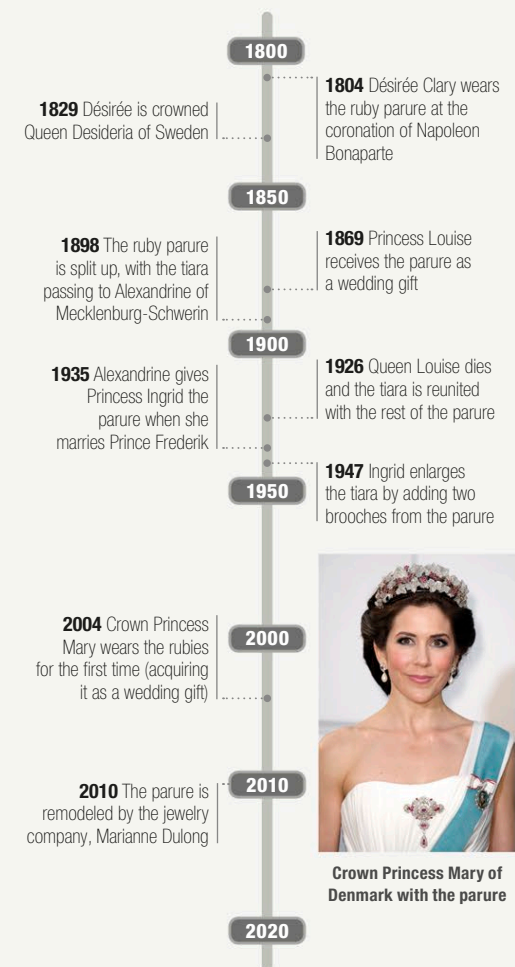 1800
1804 Désirée Clary wears
the ruby parure at the
coronation of Napoleon
Bonaparte
1829 Désirée is crowned
Queen Desideria of Sweden
1850
1869 Princess Louise
receives the parure as
a wedding gift
1898 The ruby parure
is split up, with the tiara
passing to Alexandrine of
Mecklenburg-Schwerin
1900
1926 Queen Louise dies
and the tiara is reunited
with the rest of the parure
1935 Alexandrine gives
Princess Ingrid the
parure when she
marries Prince Frederik
1947 Ingrid enlarges
the tiara by adding two
brooches from the parure
1950
2000
2004 Crown Princess
Mary wears the rubies
for the first time (acquiring
it as a wedding gift)
2010
2010 The parure is
remodeled by the jewelry
company, Marianne Dulong
Crown Princess Mary of
Denmark with the parure
2020